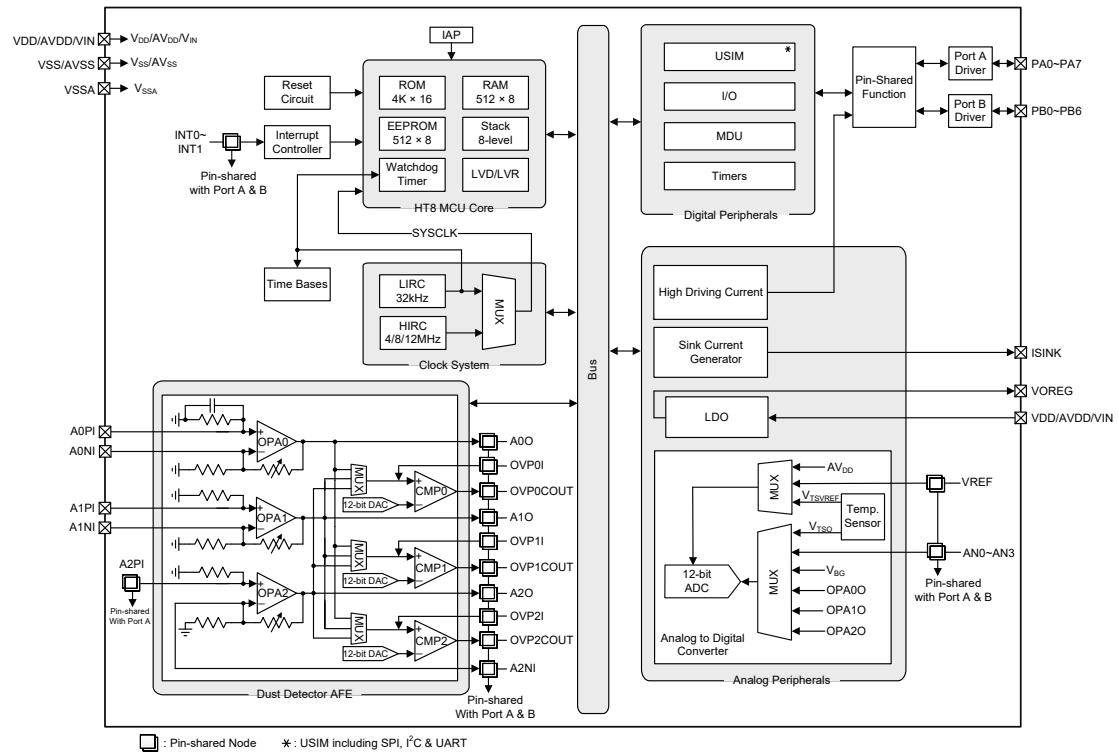 VDD/AVDD/VIN
VDD/AVDD/VIN
VSS/AVSS
VSS/AVSS
VSSA
VSSA
IAP
Reset
Circuit
ROM
4K × 16
RAM
512 × 8
INT0~
INT1
Interrupt
Controller
EEPROM
512 × 8
Stack
8-level
Pin-shared
with Port A & B
Watchdog
Timer
LVD/LVR
HT8 MCU Core
SYSCLK
Time Bases
LIRC
32kHz
HIRC
4/8/12MHz
MUX
Clock System
Bus
USIM
*
I/O
MDU
Timers
Digital Peripherals
Pin-Shared
Function
Port A
Driver
PA0~PA7
Port B
Driver
PB0~PB6
High Driving Current
Sink Current
Generator
ISINK
VOREG
LDO
VDD/AVDD/VIN
AVDD
MUX
VREF
VTSVREF
Temp.
Sensor
VTSO
AN0~AN3
12-bit
ADC
MUX
VBG
Pin-shared
with Port A & B
OPA0O
OPA1O
OPA2O
Analog to Digital
Converter
Analog Peripherals
A0PI
A0NI
OPA0
A0O
MUX
OVP0I
CMP0
12-bit DAC
OVP0COUT
A1PI
A1NI
OPA1
A1O
MUX
OVP1I
CMP1
12-bit DAC
OVP1COUT
A2PI
Pin-shared
With Port A
OPA2
A2O
MUX
OVP2I
CMP2
12-bit DAC
OVP2COUT
A2NI
Dust Detector AFE
Pin-shared
With Port A & B
: Pin-shared Node
* : USIM including SPI, I²C & UART